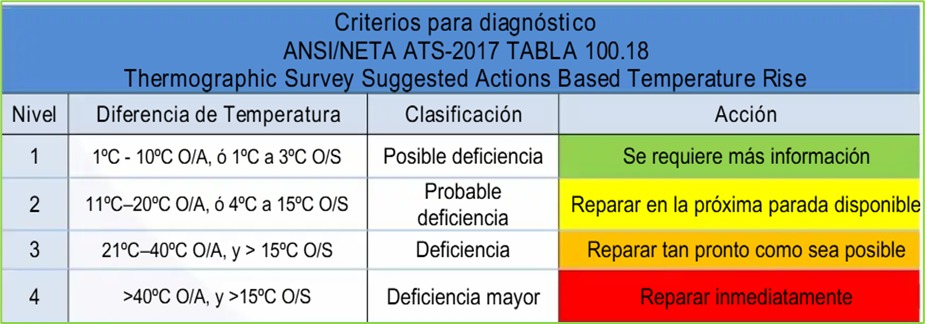 Criterios para diagnóstico
ANSI/NETA ATS-2017 TABLA 100.18
Thermographic Survey Suggested Actions Based Temperature Rise
Nivel Diferencia de Temperatura Clasificación Acción
1 1ºC - 10ºC O/A, ó 1ºC a 3ºC O/S Posible deficiencia Se requiere más información
2 11ºC–20ºC O/A, ó 4ºC a 15ºC O/S Probable deficiencia Reparar en la próxima parada disponible
3 21ºC–40ºC O/A, y > 15ºC O/S Deficiencia Reparar tan pronto como sea posible
4 >40ºC O/A, y >15ºC O/S Deficiencia mayor Reparar inmediatamente